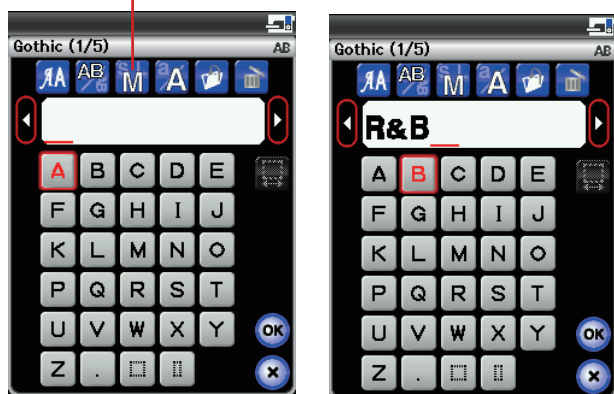 Gothic (1/5) AB
AA AB/B S M L a A
A B C D E
F G H I J
K L M N O
P Q R S T
U V W X Y OK
Z .
Gothic (1/5) AB
AA AB/B S M L a A
R&B
A B C D E
F G H I J
K L M N O
P Q R S T
U V W X Y OK
Z .